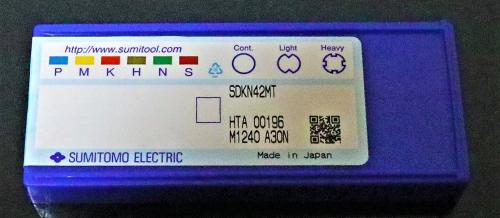 http://www.sumitool.com
Cont. Light Heavy
P M K H N S
SDKN42MT
HTA 00196
M1240 A30N
SUMITOMO ELECTRIC
Made in Japan